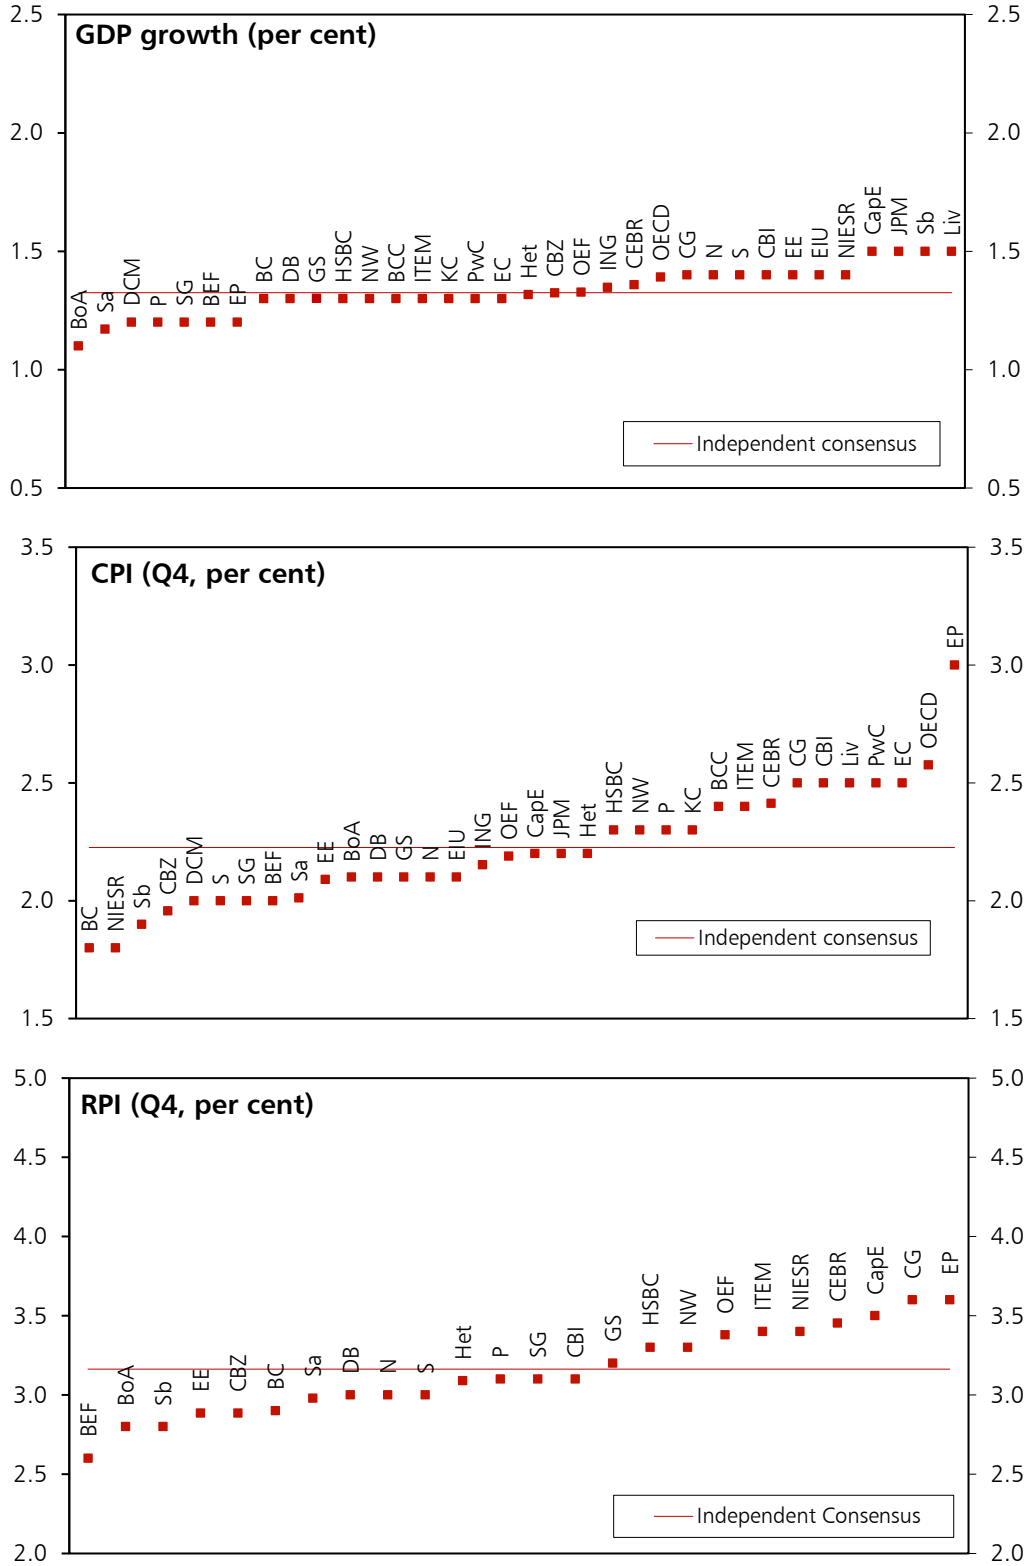 GDP growth (per cent)
2.5 2.5
2.0 2.0
1.5 1.5
1.0 1.0
0.5 0.5
BoA Sa DCM P SG BEF EP BC DB GS HSBC NW BCC ITEM KC PwC EC Het CBZ OEF ING CEBR OECD CG N S CBI EE EIU NIESR CapE JPM Sb Liv
Independent consensus
CPI (Q4, per cent)
3.5 3.5
3.0 3.0
2.5 2.5
2.0 2.0
1.5 1.5
BC NIESR Sb CBZ DCM S SG BEF Sa EE BoA DB GS N EIU ING OEF CapE JPM Het HSBC NW P KC BCC ITEM CEBR CG CBI Liv PwC EC OECD EP
Independent consensus
RPI (Q4, per cent)
5.0 5.0
4.5 4.5
4.0 4.0
3.5 3.5
3.0 3.0
2.5 2.5
2.0 2.0
BEF BoA Sb EE CBZ BC Sa DB N S Het P SG CBI GS HSBC NW OEF ITEM NIESR CEBR CapE CG EP
Independent Consensus